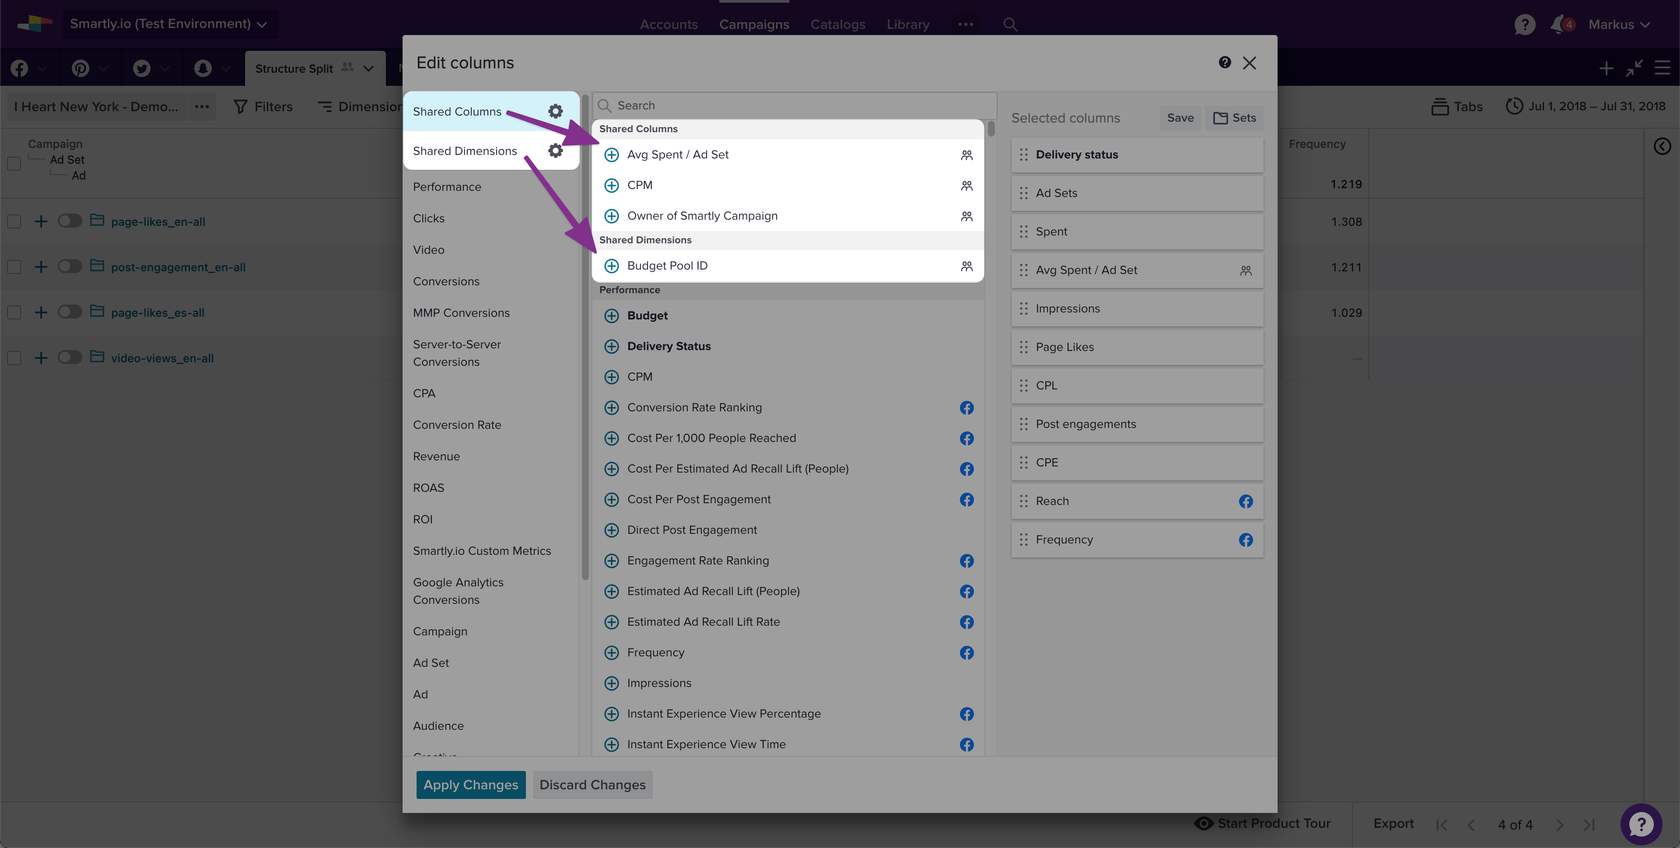 Smartly.io (Test Environment)
Accounts
Campaigns
Catalogs
Library
4
Markus
Structure Split
I Heart New York - Demo...
Filters
Dimension
Tabs
Jul 1, 2018 – Jul 31, 2018
Campaign
Ad Set
Ad
page-likes_en-all
post-engagement_en-all
page-likes_es-all
video-views_en-all
Edit columns
Shared Columns
Shared Dimensions
Performance
Clicks
Video
Conversions
MMP Conversions
Server-to-Server
Conversions
CPA
Conversion Rate
Revenue
ROAS
ROI
Smartly.io Custom Metrics
Google Analytics
Conversions
Campaign
Ad Set
Ad
Audience
Search
Shared Columns
Avg Spent / Ad Set
CPM
Owner of Smartly Campaign
Shared Dimensions
Budget Pool ID
Performance
Budget
Delivery Status
CPM
Conversion Rate Ranking
Cost Per 1,000 People Reached
Cost Per Estimated Ad Recall Lift (People)
Cost Per Post Engagement
Direct Post Engagement
Engagement Rate Ranking
Estimated Ad Recall Lift (People)
Estimated Ad Recall Lift Rate
Frequency
Impressions
Instant Experience View Percentage
Instant Experience View Time
Selected columns
Save
Sets
Delivery status
Ad Sets
Spent
Avg Spent / Ad Set
Impressions
Page Likes
CPL
Post engagements
CPE
Reach
Frequency
Apply Changes
Discard Changes
Frequency
1.219
1.308
1.211
1.029
—
Start Product Tour
Export
4 of 4